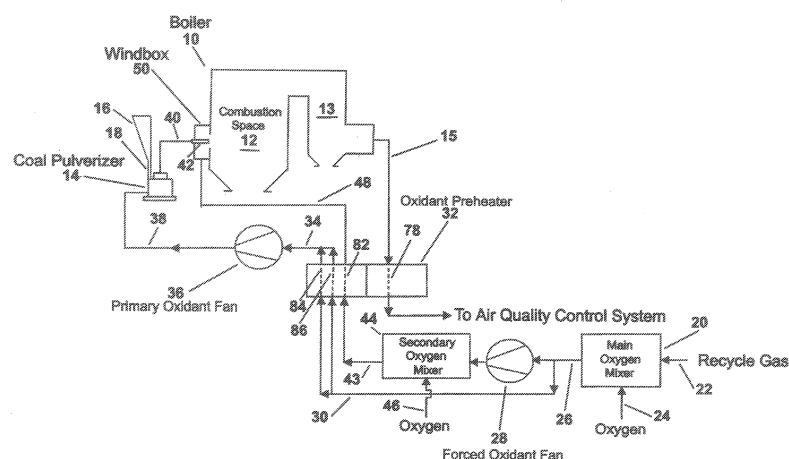 Boiler
10
Windbox
50
16
40
18
Coal Pulverizer
14
42
Combustion
Space
12
13
15
48
Oxidant Preheater
32
38
34
82
78
36
Primary Oxidant Fan
84
86
To Air Quality Control System
44
Secondary
Oxygen
Mixer
20
Main
Oxygen
Mixer
Recycle Gas
22
43
30
46
Oxygen
28
Forced Oxidant Fan
26
24
Oxygen